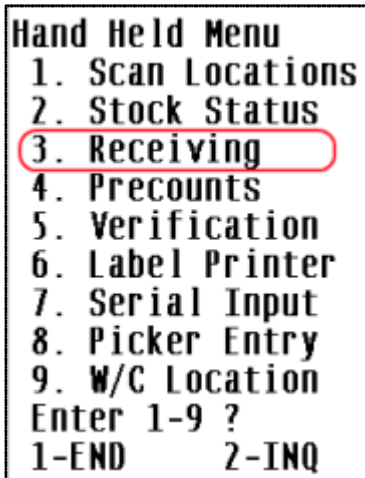 Hand Held Menu
1. Scan Locations
2. Stock Status
3. Receiving
4. Precounts
5. Verification
6. Label Printer
7. Serial Input
8. Picker Entry
9. W/C Location
Enter 1-9 ?
1-END 2-INQ